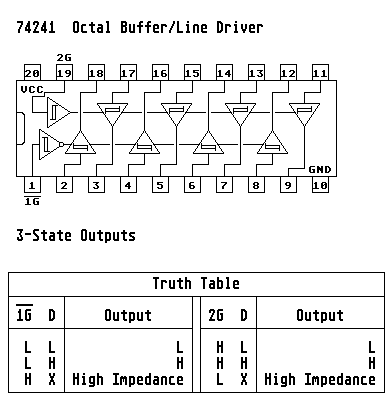 74241 Octal Buffer/Line Driver
2G
20 19 18 17 16 15 14 13 12 11
VCC
GND
1 2 3 4 5 6 7 8 9 10
1G
3-State Outputs
Truth Table
1G D Output 2G D Output
L L L H L L
L H H H H H
H X High Impedance L X High Impedance